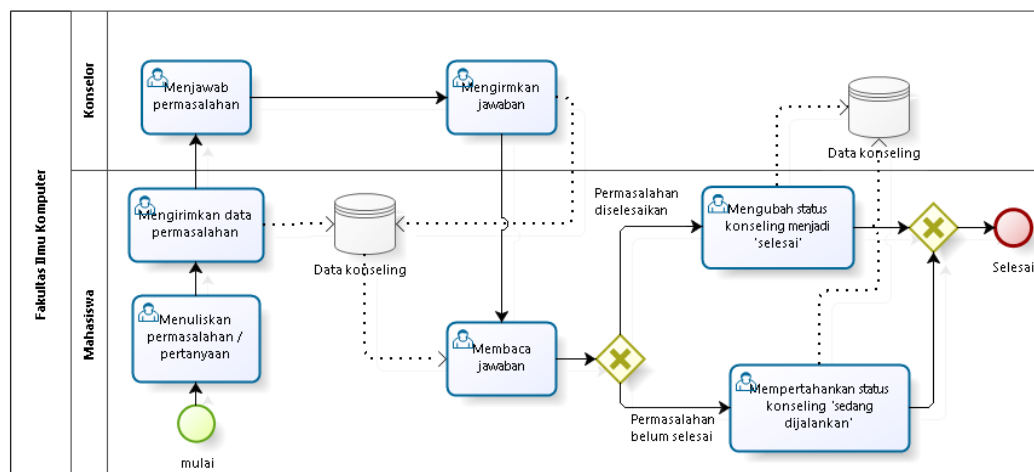 Fakultas Ilmu Komputer
Konselor
Menjawab
permasalahan
Mengirmkan
jawaban
Data konseling
Mahasiswa
Mengirimkan data
permasalahan
Data konseling
Menuliskan
permasalahan /
pertanyaan
mulai
Membaca
jawaban
Permasalahan
diselesaikan
Mengubah status
konseling menjadi
'selesai'
Permasalahan
belum selesai
Mempertahankan status
konseling 'sedang
dijalankan'
Selesai